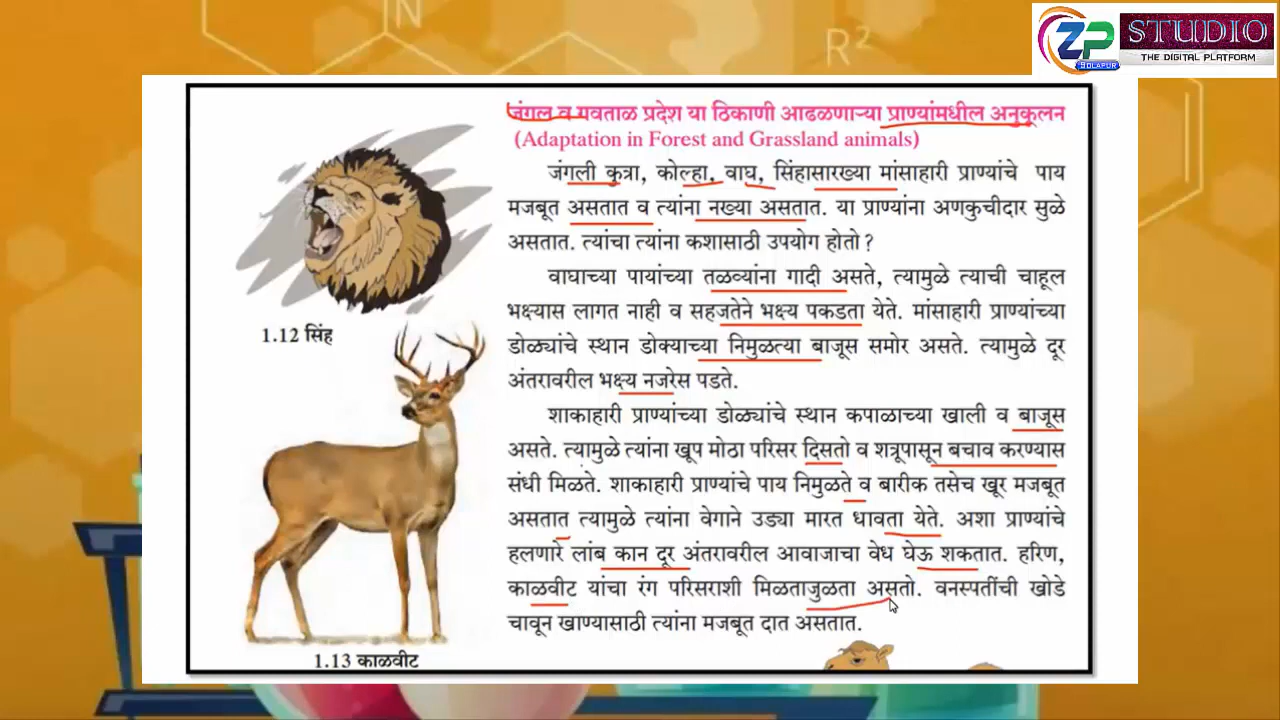 N
R²
ZP
SOLAPUR
STUDIO
THE DIGITAL PLATFORM
जंगल व गवताळ प्रदेश या ठिकाणी आढळणाऱ्या प्राण्यांमधील अनुकूलन
(Adaptation in Forest and Grassland animals)
जंगली कुत्रा, कोल्हा, वाघ, सिंहासारख्या मांसाहारी प्राण्यांचे पाय
मजबूत असतात व त्यांना नख्या असतात. या प्राण्यांना अणकुचीदार सुळे
असतात. त्यांचा त्यांना कशासाठी उपयोग होतो ?
वाघाच्या पायांच्या तळव्यांना गादी असते, त्यामुळे त्याची चाहूल
भक्ष्यास लागत नाही व सहजतेने भक्ष्य पकडता येते. मांसाहारी प्राण्यांच्या
डोळ्यांचे स्थान डोक्याच्या निमुळत्या बाजूस समोर असते. त्यामुळे दूर
अंतरावरील भक्ष्य नजरेस पडते.
शाकाहारी प्राण्यांच्या डोळ्यांचे स्थान कपाळाच्या खाली व बाजूस
असते. त्यामुळे त्यांना खूप मोठा परिसर दिसतो व शत्रूपासून बचाव करण्यास
संधी मिळते. शाकाहारी प्राण्यांचे पाय निमुळते व बारीक तसेच खूर मजबूत
असतात त्यामुळे त्यांना वेगाने उड्या मारत धावता येते. अशा प्राण्यांचे
हलणारे लांब कान दूर अंतरावरील आवाजाचा वेध घेऊ शकतात. हरिण,
काळवीट यांचा रंग परिसराशी मिळताजुळता असतो. वनस्पतींची खोडे
चावून खाण्यासाठी त्यांना मजबूत दात असतात.
1.12 सिंह
1.13 काळवीट